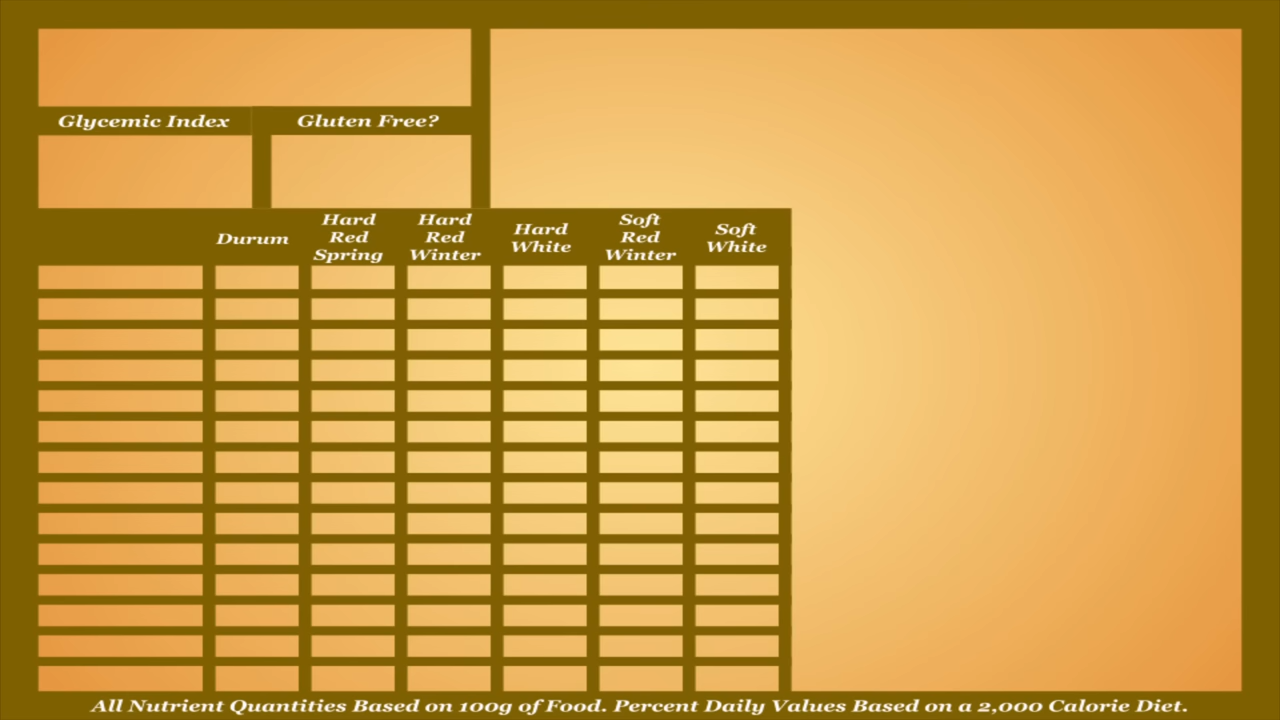 Glycemic Index
Gluten Free?
Durum
Hard
Red
Spring
Hard
Red
Winter
Hard
White
Soft
Red
Winter
Soft
White
All Nutrient Quantities Based on 100g of Food. Percent Daily Values Based on a 2,000 Calorie Diet.